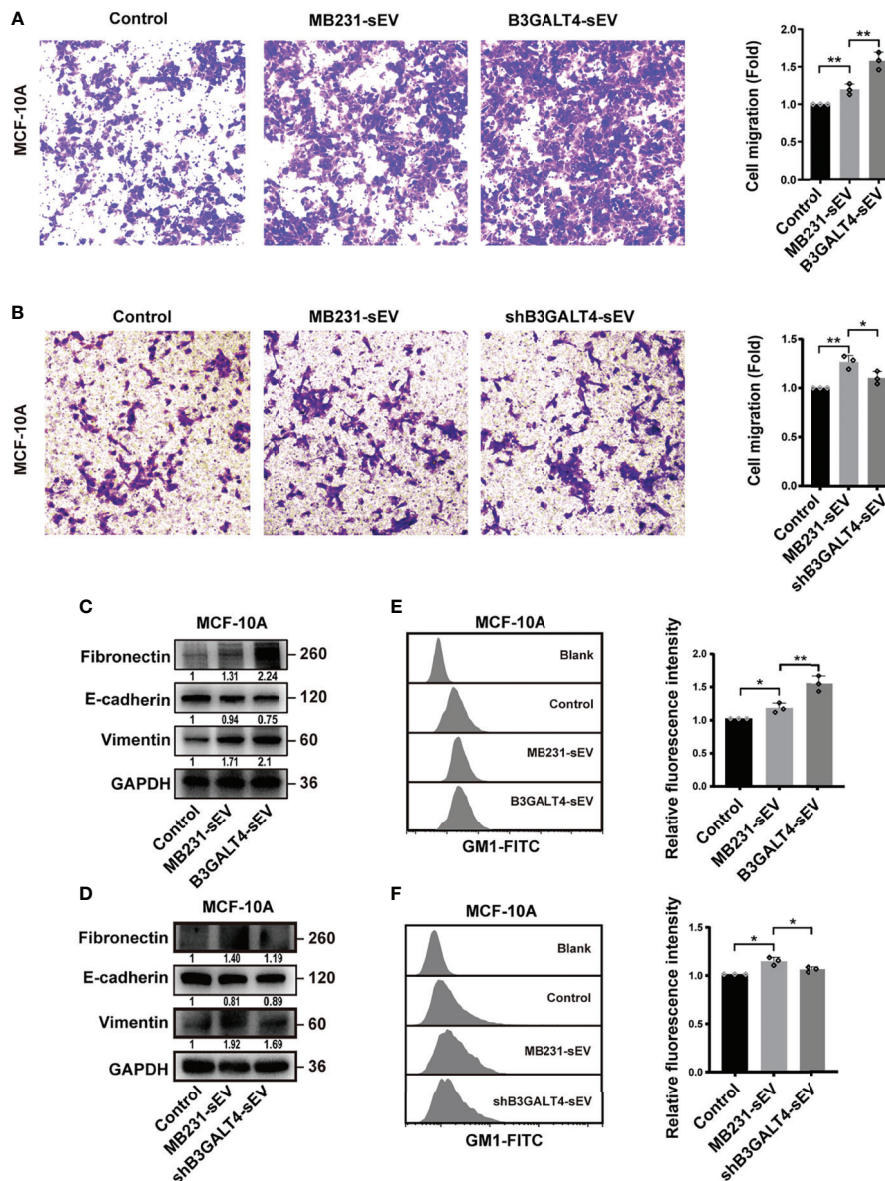 A
Control
MB231-sEV
B3GALT4-sEV
MCF-10A
Cell migration (Fold)
2.0
1.5
1.0
0.5
0.0
**
**
Control
MB231-sEV
B3GALT4-sEV
B
Control
MB231-sEV
shB3GALT4-sEV
MCF-10A
Cell migration (Fold)
1.5
1.0
0.5
0.0
**
*
Control
MB231-sEV
shB3GALT4-sEV
C
MCF-10A
Fibronectin
260
1 1.31 2.24
E-cadherin
120
1 0.94 0.75
Vimentin
60
1 1.71 2.1
GAPDH
36
Control
MB231-sEV
B3GALT4-sEV
E
MCF-10A
Blank
Control
MB231-sEV
B3GALT4-sEV
GM1-FITC
Relative fluorescence intensity
2.0
1.5
1.0
0.5
0.0
*
**
Control
MB231-sEV
B3GALT4-sEV
D
MCF-10A
Fibronectin
260
1 1.40 1.19
E-cadherin
120
1 0.81 0.89
Vimentin
60
1 1.92 1.69
GAPDH
36
Control
MB231-sEV
shB3GALT4-sEV
F
MCF-10A
Blank
Control
MB231-sEV
shB3GALT4-sEV
GM1-FITC
Relative fluorescence intensity
1.5
1.0
0.5
0.0
*
*
Control
MB231-sEV
shB3GALT4-sEV